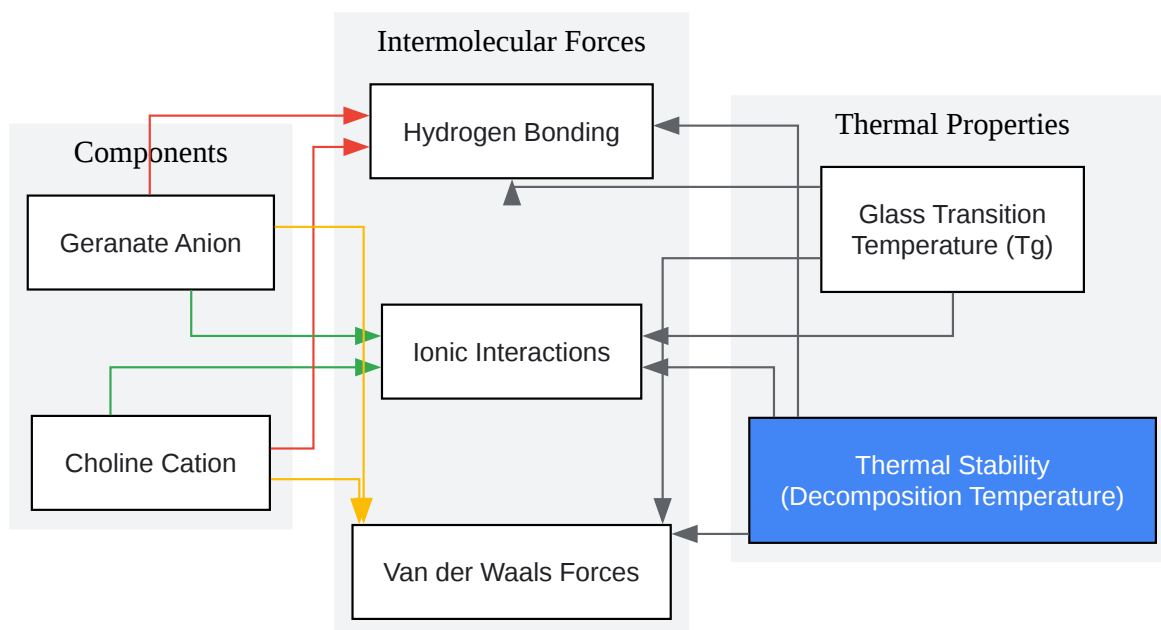 Components
Geranate Anion
Choline Cation
Intermolecular Forces
Hydrogen Bonding
Ionic Interactions
Van der Waals Forces
Thermal Properties
Glass Transition
Temperature (Tg)
Thermal Stability
(Decomposition Temperature)